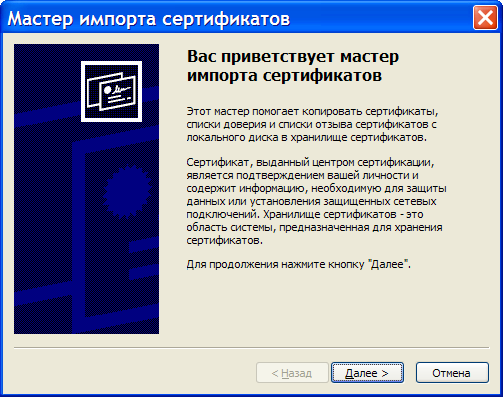 Мастер импорта сертификатов
Вас приветствует мастер
импорта сертификатов
Этот мастер помогает копировать сертификаты,
списки доверия и списки отзыва сертификатов с
локального диска в хранилище сертификатов.
Сертификат, выданный центром сертификации,
является подтверждением вашей личности и
содержит информацию, необходимую для защиты
данных или установления защищенных сетевых
подключений. Хранилище сертификатов - это
область системы, предназначенная для хранения
сертификатов.
Для продолжения нажмите кнопку "Далее".
< Назад
Далее >
Отмена